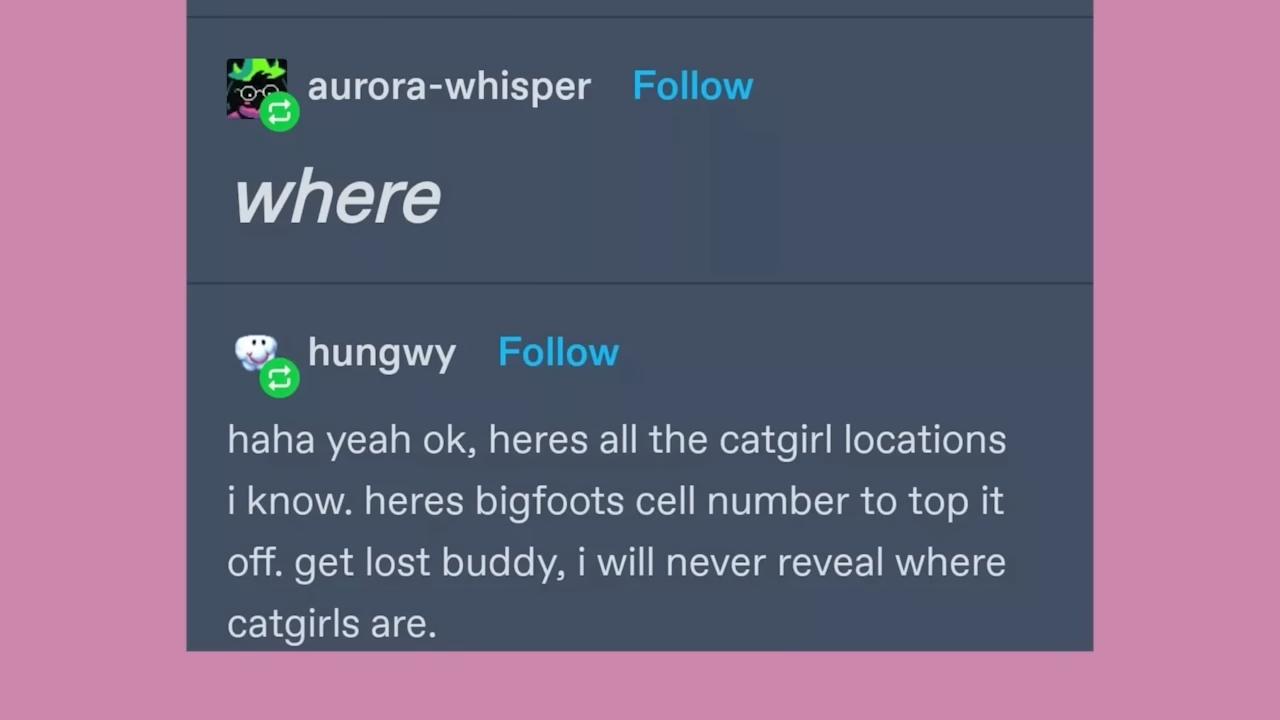 aurora-whisper Follow
where
hungwy Follow
haha yeah ok, heres all the catgirl locations
i know. heres bigfoots cell number to top it
off. get lost buddy, i will never reveal where
catgirls are.